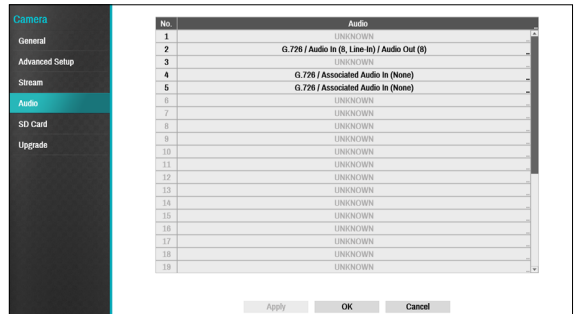 Camera
General
Advanced Setup
Stream
Audio
SD Card
Upgrade
No. Audio ...
1 UNKNOWN ...
2 G.726 / Audio In (8, Line-In) / Audio Out (8) ...
3 UNKNOWN ...
4 G.726 / Associated Audio In (None) ...
5 G.726 / Associated Audio In (None) ...
6 UNKNOWN ...
7 UNKNOWN ...
8 UNKNOWN ...
9 UNKNOWN ...
10 UNKNOWN ...
11 UNKNOWN ...
12 UNKNOWN ...
13 UNKNOWN ...
14 UNKNOWN ...
15 UNKNOWN ...
16 UNKNOWN ...
17 UNKNOWN ...
18 UNKNOWN ...
19 UNKNOWN ...
Apply OK Cancel